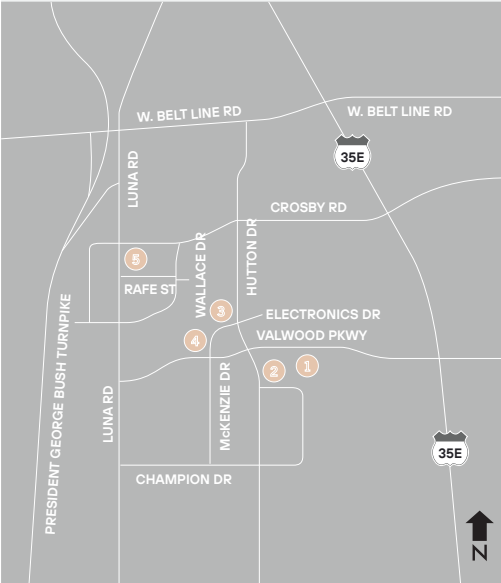 W. BELT LINE RD
W. BELT LINE RD
35E
LUNA RD
CROSBY RD
HUTTON DR
WALLACE DR
5
RAFE ST
3
ELECTRONICS DR
VALWOOD PKWY
4
2
1
PRESIDENT GEORGE BUSH TURNPIKE
LUNA RD
McKENZIE DR
35E
CHAMPION DR
N